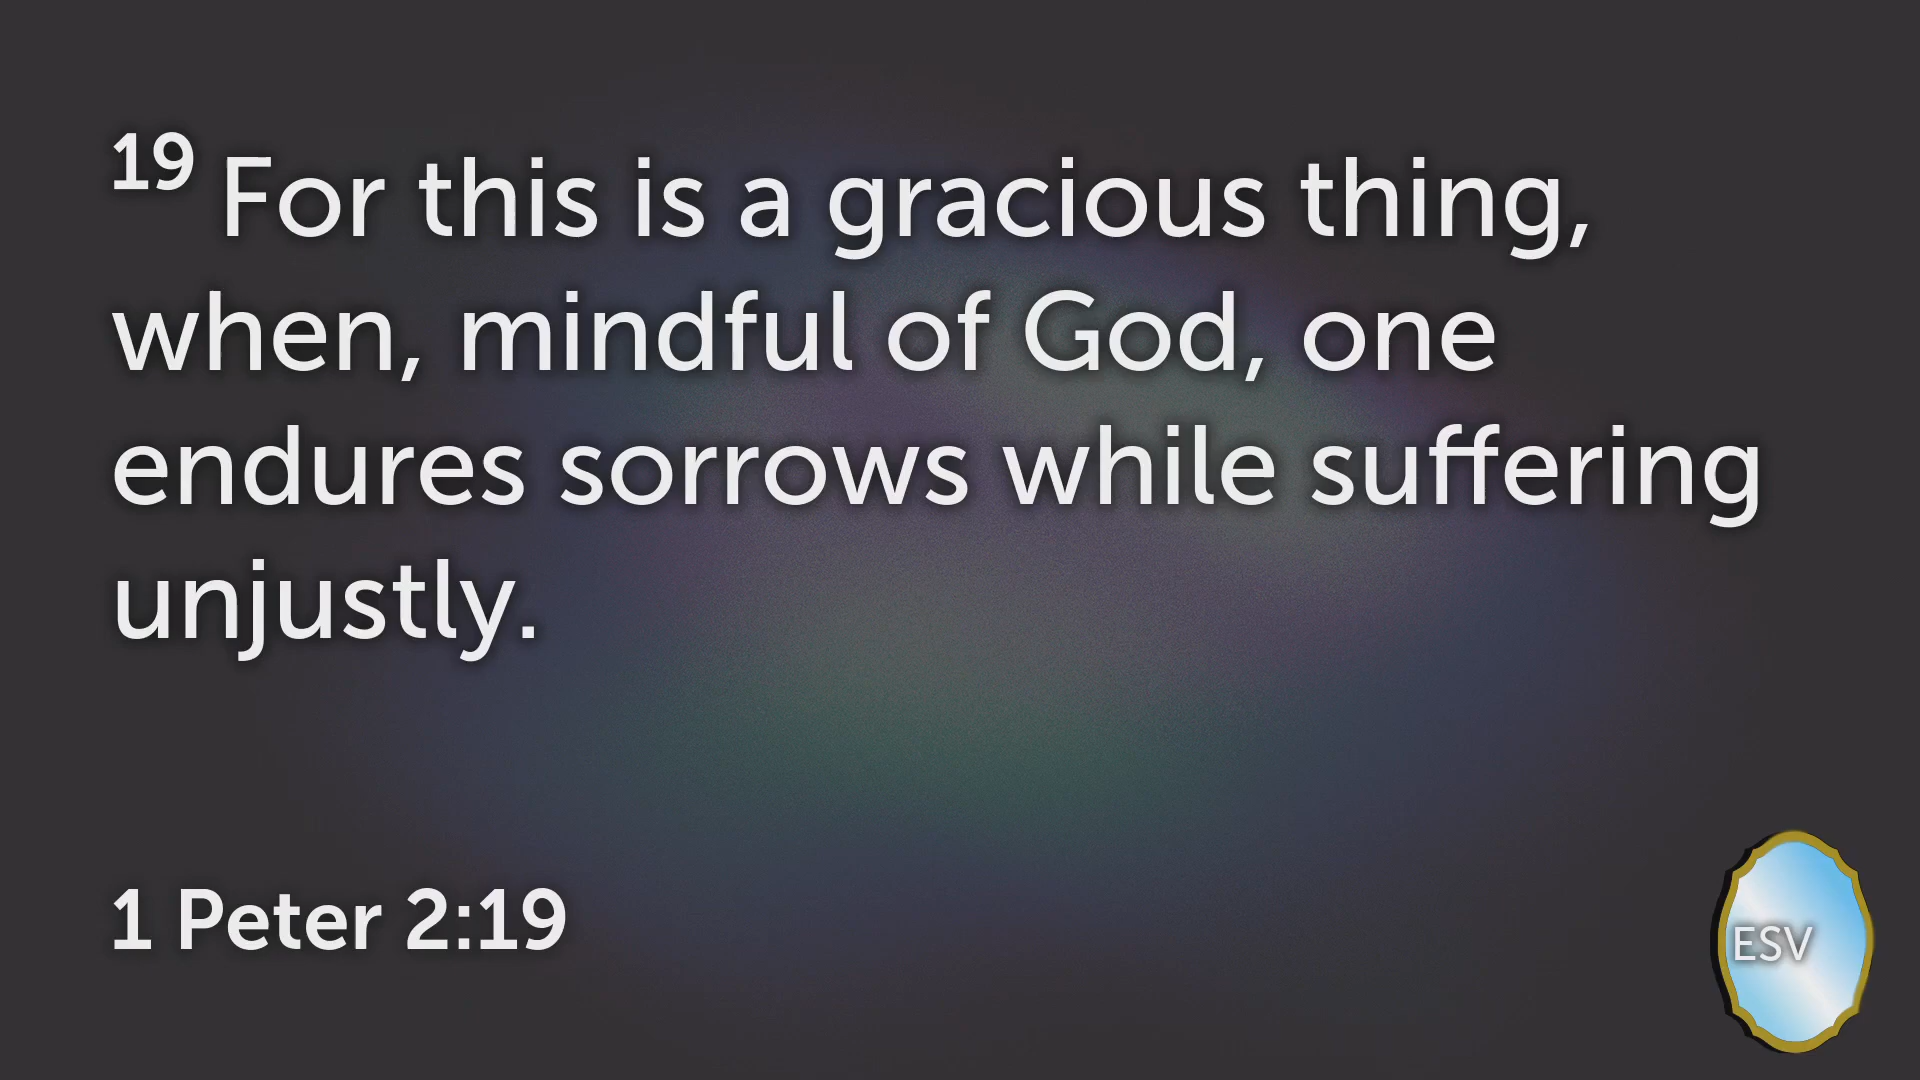 19 For this is a gracious thing,
when, mindful of God, one
endures sorrows while suffering
unjustly.
1 Peter 2:19
ESV